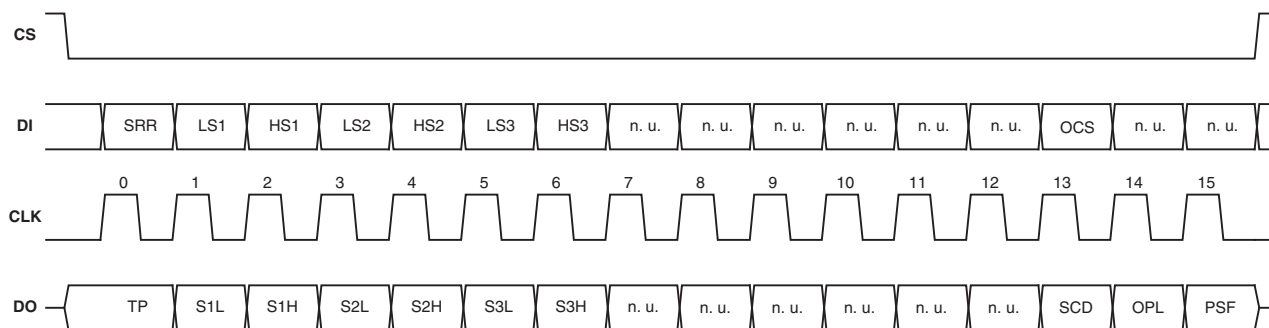 CS
DI SRR LS1 HS1 LS2 HS2 LS3 HS3 n. u. n. u. n. u. n. u. n. u. n. u. OCS n. u. n. u.
0 1 2 3 4 5 6 7 8 9 10 11 12 13 14 15
CLK
DO TP S1L S1H S2L S2H S3L S3H n. u. n. u. n. u. n. u. n. u. n. u. SCD OPL PSF